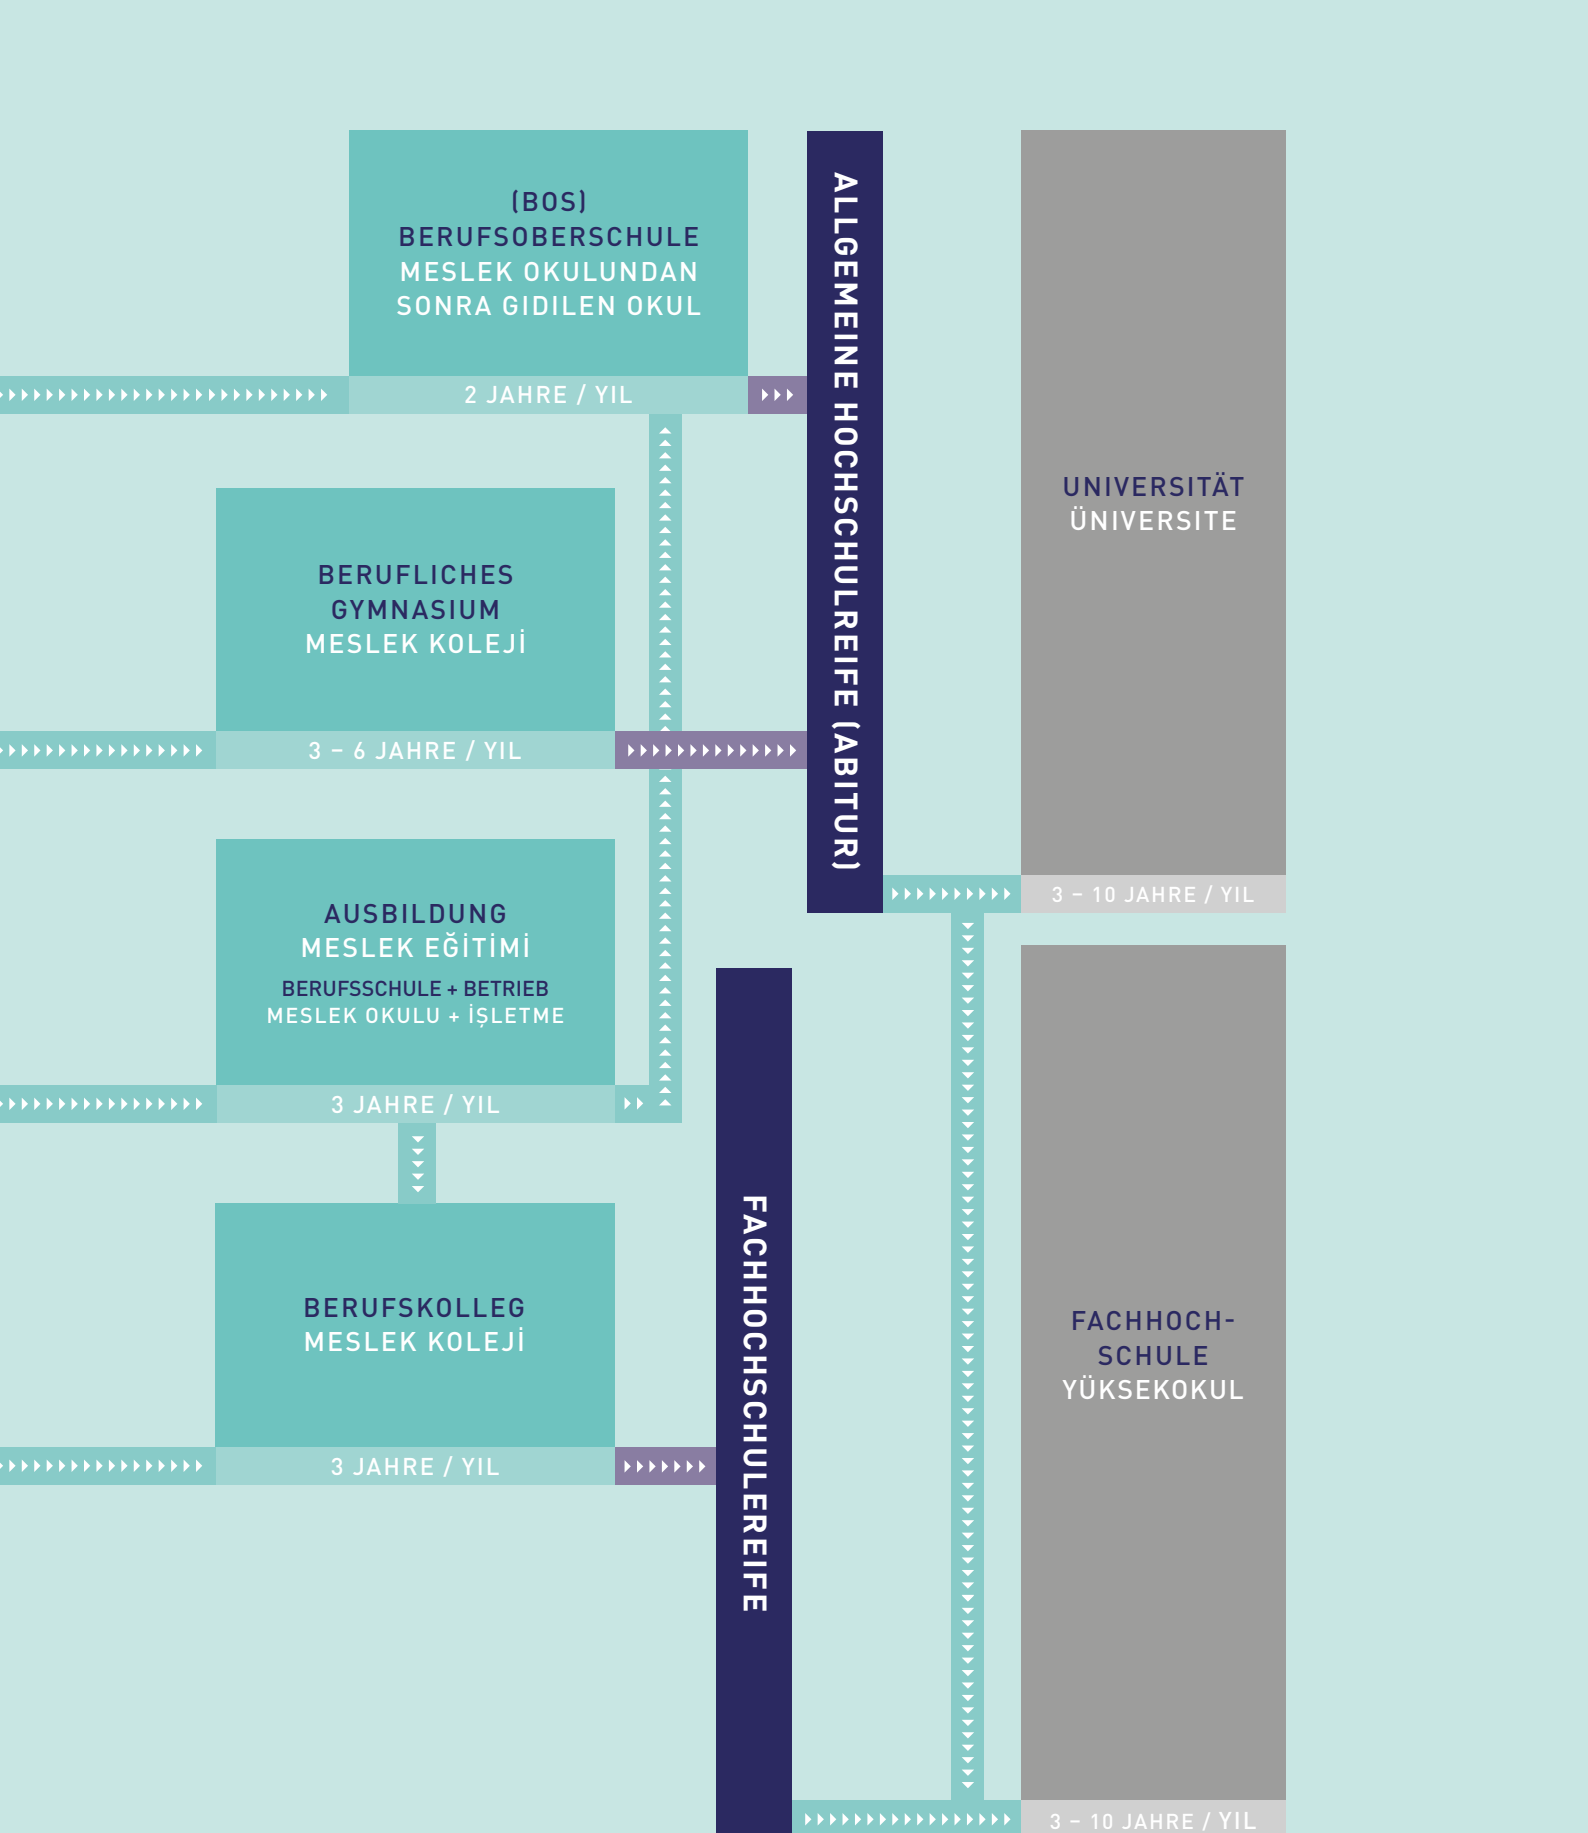 (BOS)
BERUFSOBERSCHULE
MESLEK OKULUNDAN
SONRA GIDILEN OKUL
2 JAHRE / YIL
BERUFLICHES
GYMNASIUM
MESLEK KOLEJİ
3 – 6 JAHRE / YIL
AUSBILDUNG
MESLEK EĞİTİMİ
BERUFSSCHULE + BETRIEB
MESLEK OKULU + İŞLETME
3 JAHRE / YIL
BERUFSKOLLEG
MESLEK KOLEJİ
3 JAHRE / YIL
ALLGEMEINE HOCHSCHULREIFE (ABITUR)
FACHHOCHSCHULEREIFE
UNIVERSITÄT
ÜNIVERSITE
3 – 10 JAHRE / YIL
FACHHOCH-
SCHULE
YÜKSEKOKUL
3 – 10 JAHRE / YIL